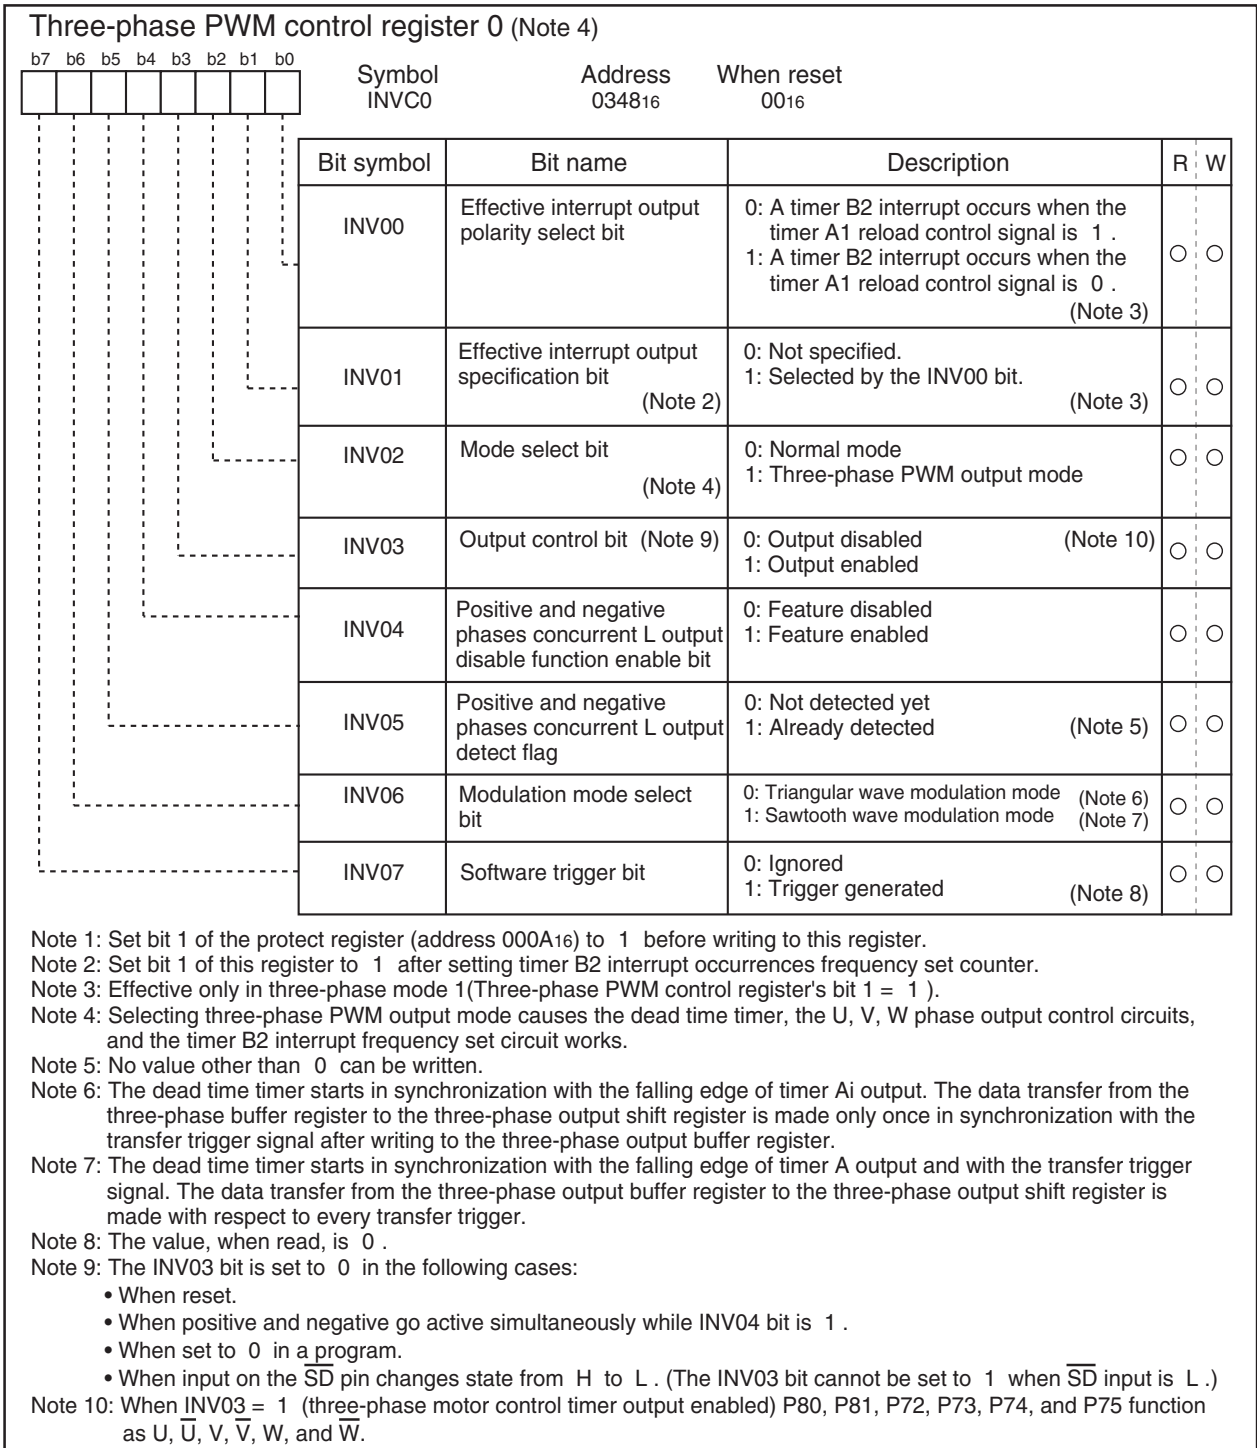 Three-phase PWM control register 0 (Note 4)
b7 b6 b5 b4 b3 b2 b1 b0
Symbol Address When reset
INVC0 034816 0016
Bit symbol Bit name Description R W
INV00 Effective interrupt output polarity select bit 0: A timer B2 interrupt occurs when the
timer A1 reload control signal is 1 .
1: A timer B2 interrupt occurs when the
timer A1 reload control signal is 0 .
(Note 3)
INV01 Effective interrupt output specification bit (Note 2) 0: Not specified.
1: Selected by the INV00 bit.
(Note 3)
INV02 Mode select bit (Note 4) 0: Normal mode
1: Three-phase PWM output mode
INV03 Output control bit (Note 9) 0: Output disabled (Note 10)
1: Output enabled
INV04 Positive and negative phases concurrent L output disable function enable bit 0: Feature disabled
1: Feature enabled
INV05 Positive and negative phases concurrent L output detect flag 0: Not detected yet
1: Already detected (Note 5)
INV06 Modulation mode select bit 0: Triangular wave modulation mode (Note 6)
1: Sawtooth wave modulation mode (Note 7)
INV07 Software trigger bit 0: Ignored
1: Trigger generated (Note 8)
Note 1: Set bit 1 of the protect register (address 000A16) to 1 before writing to this register.
Note 2: Set bit 1 of this register to 1 after setting timer B2 interrupt occurrences frequency set counter.
Note 3: Effective only in three-phase mode 1(Three-phase PWM control register's bit 1 = 1 ).
Note 4: Selecting three-phase PWM output mode causes the dead time timer, the U, V, W phase output control circuits,
and the timer B2 interrupt frequency set circuit works.
Note 5: No value other than 0 can be written.
Note 6: The dead time timer starts in synchronization with the falling edge of timer Ai output. The data transfer from the
three-phase buffer register to the three-phase output shift register is made only once in synchronization with the
transfer trigger signal after writing to the three-phase output buffer register.
Note 7: The dead time timer starts in synchronization with the falling edge of timer A output and with the transfer trigger
signal. The data transfer from the three-phase output buffer register to the three-phase output shift register is
made with respect to every transfer trigger.
Note 8: The value, when read, is 0 .
Note 9: The INV03 bit is set to 0 in the following cases:
• When reset.
• When positive and negative go active simultaneously while INV04 bit is 1 .
• When set to 0 in a program.
• When input on the S̅D̅ pin changes state from H to L . (The INV03 bit cannot be set to 1 when S̅D̅ input is L .)
Note 10: When INV03 = 1 (three-phase motor control timer output enabled) P80, P81, P72, P73, P74, and P75 function
as U, U̅, V, V̅, W, and W̅.